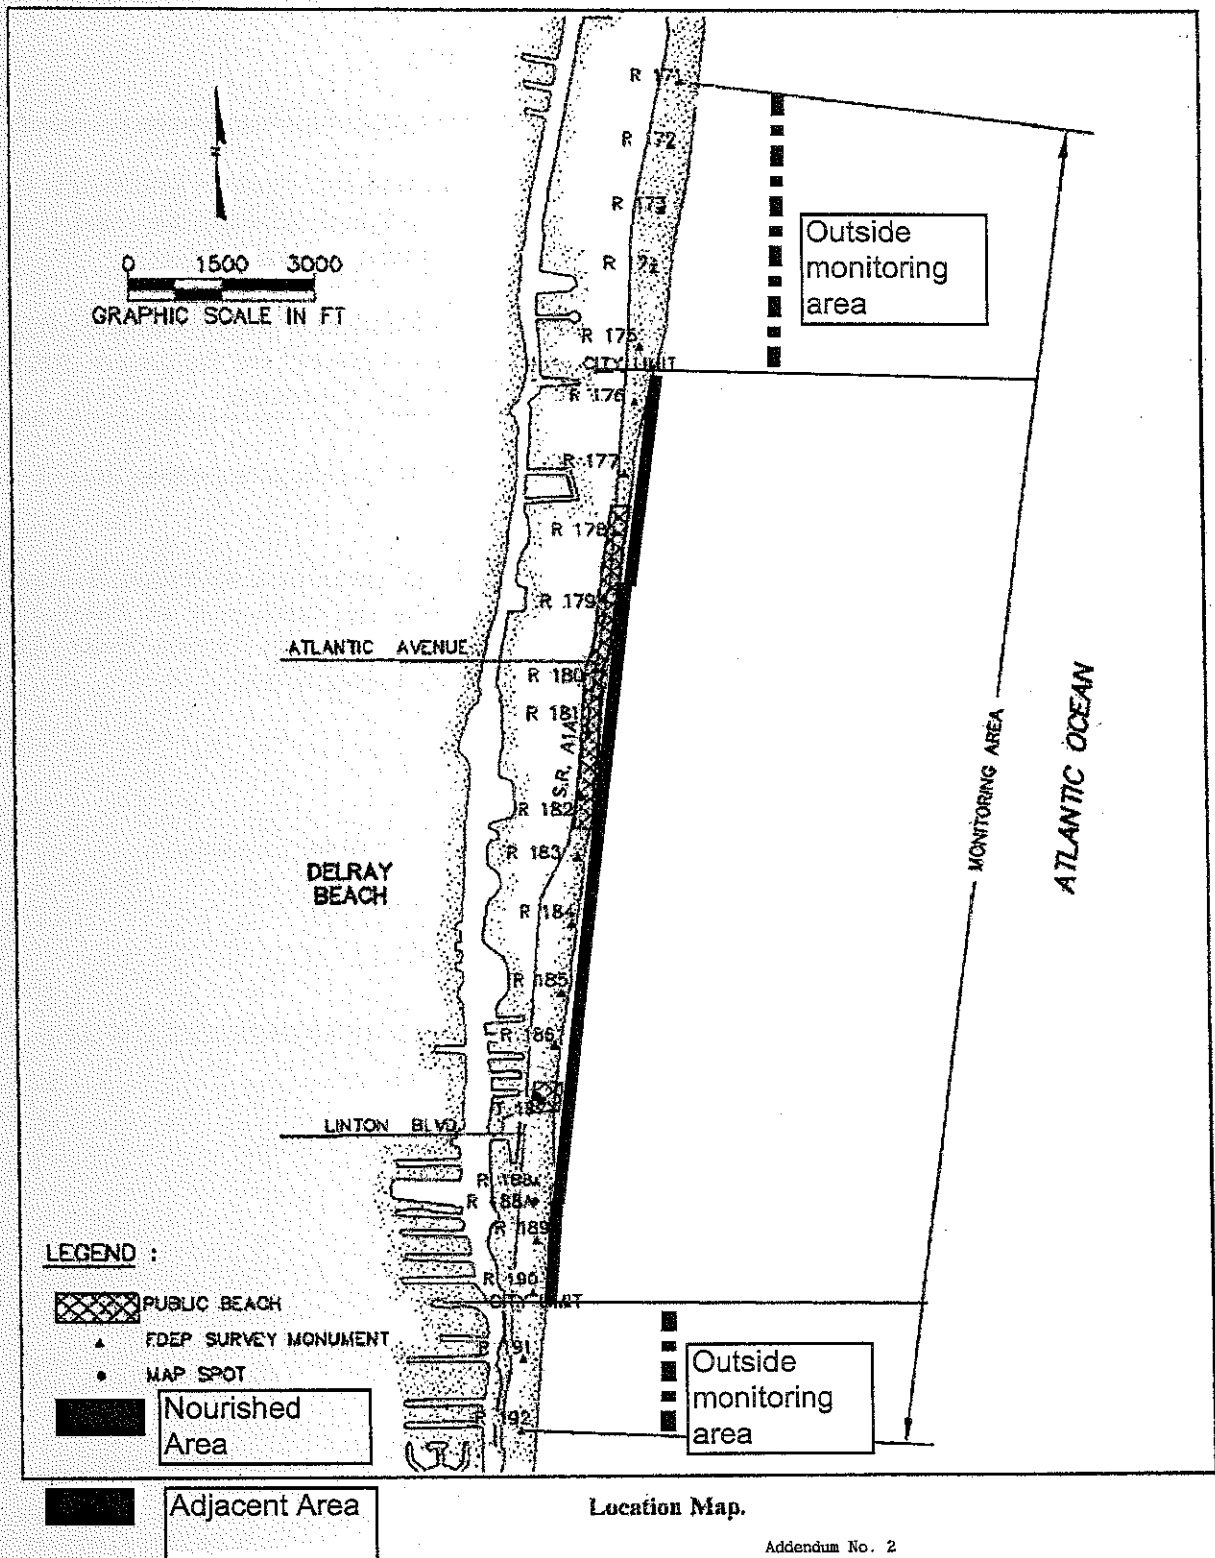 R 171
R 172
R 173
Outside
monitoring
area
R 174
0 1500 3000
GRAPHIC SCALE IN FT
N
R 175
CITY LIMIT
R 176
R 177
R 178
R 179
ATLANTIC AVENUE
R 180
R 181
S.R. A1A
MONITORING AREA
ATLANTIC OCEAN
R 182
R 183
DELRAY
BEACH
R 184
R 185
R 186
LINTON BLVD.
R 188
R 188A
R 189
LEGEND :
R 190
CITY LIMIT
PUBLIC BEACH
FDEP SURVEY MONUMENT
R 191
MAP SPOT
Outside
monitoring
area
Nourished
Area
R 192
Adjacent Area
Location Map.
Addendum No. 2